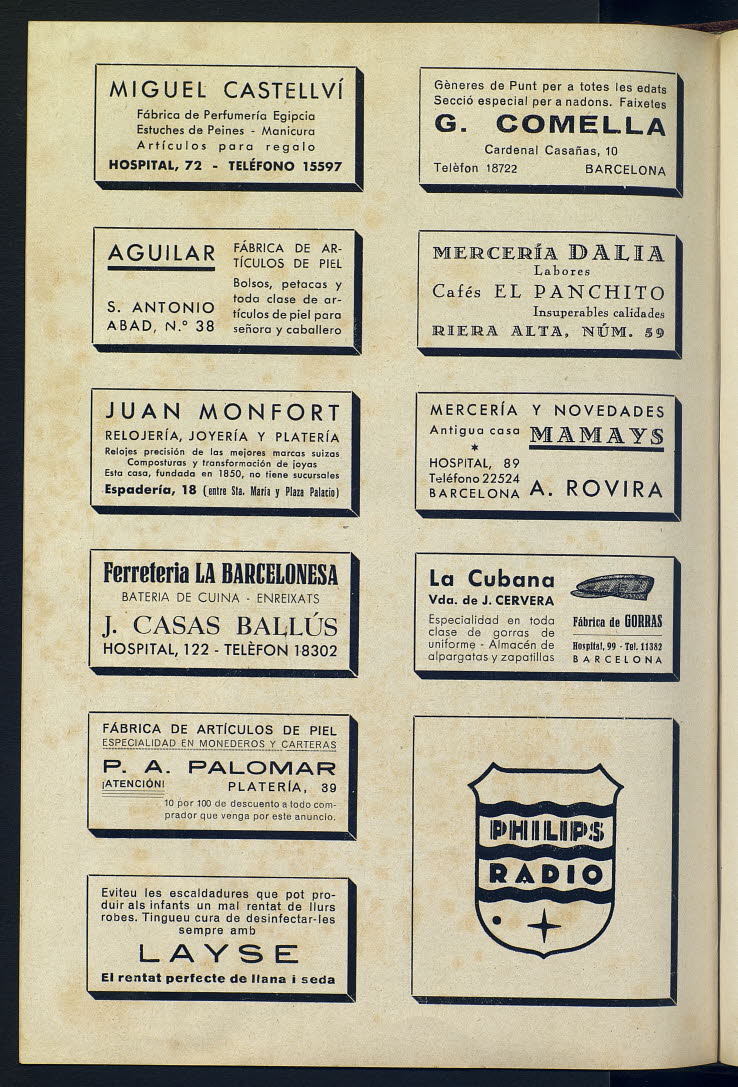 MIGUEL CASTELLVÍ
Fábrica de Perfumería Egipcia
Estuches de Peines - Manicura
Artículos para regalo
HOSPITAL, 72 - TELÉFONO 15597
AGUILAR
S. ANTONIO
ABAD, N.º 38
FÁBRICA DE AR-
TÍCULOS DE PIEL
Bolsos, petacas y
toda clase de ar-
tículos de piel para
señora y caballero
JUAN MONFORT
RELOJERÍA, JOYERÍA Y PLATERÍA
Relojes precisión de las mejores marcas suizas
Composturas y transformación de joyas
Esta casa, fundada en 1850, no tiene sucursales
Espadería, 18 (entre Sta. María y Plaza Palacio)
Ferreteria LA BARCELONESA
BATERIA DE CUINA - ENREIXATS
J. CASAS BALLÚS
HOSPITAL, 122 - TELÈFON 18302
FÁBRICA DE ARTÍCULOS DE PIEL
ESPECIALIDAD EN MONEDEROS Y CARTERAS
P. A. PALOMAR
¡ATENCIÓN! PLATERÍA, 39
10 por 100 de descuento a todo com-
prador que venga por este anuncio.
Eviteu les escaldadures que pot pro-
duir als infants un mal rentat de llurs
robes. Tingueu cura de desinfectar-les
sempre amb
LAYSE
El rentat perfecte de llana i seda
Gèneres de Punt per a totes les edats
Secció especial per a nadons. Faixetes
G. COMELLA
Cardenal Casañas, 10
Telèfon 18722 BARCELONA
MERCERÍA DALIA
Labores
Cafés EL PANCHITO
Insuperables calidades
RIERA ALTA, NÚM. 59
MERCERÍA Y NOVEDADES
Antigua casa MAMAYS
HOSPITAL, 89
Teléfono 22524
BARCELONA
A. ROVIRA
La Cubana
Vda. de J. CERVERA
Especialidad en toda
clase de gorras de
uniforme - Almacén de
alpargatas y zapatillas
Fábrica de GORRAS
Hospital, 99 - Tel. 11382
BARCELONA
PHILIPS
RADIO